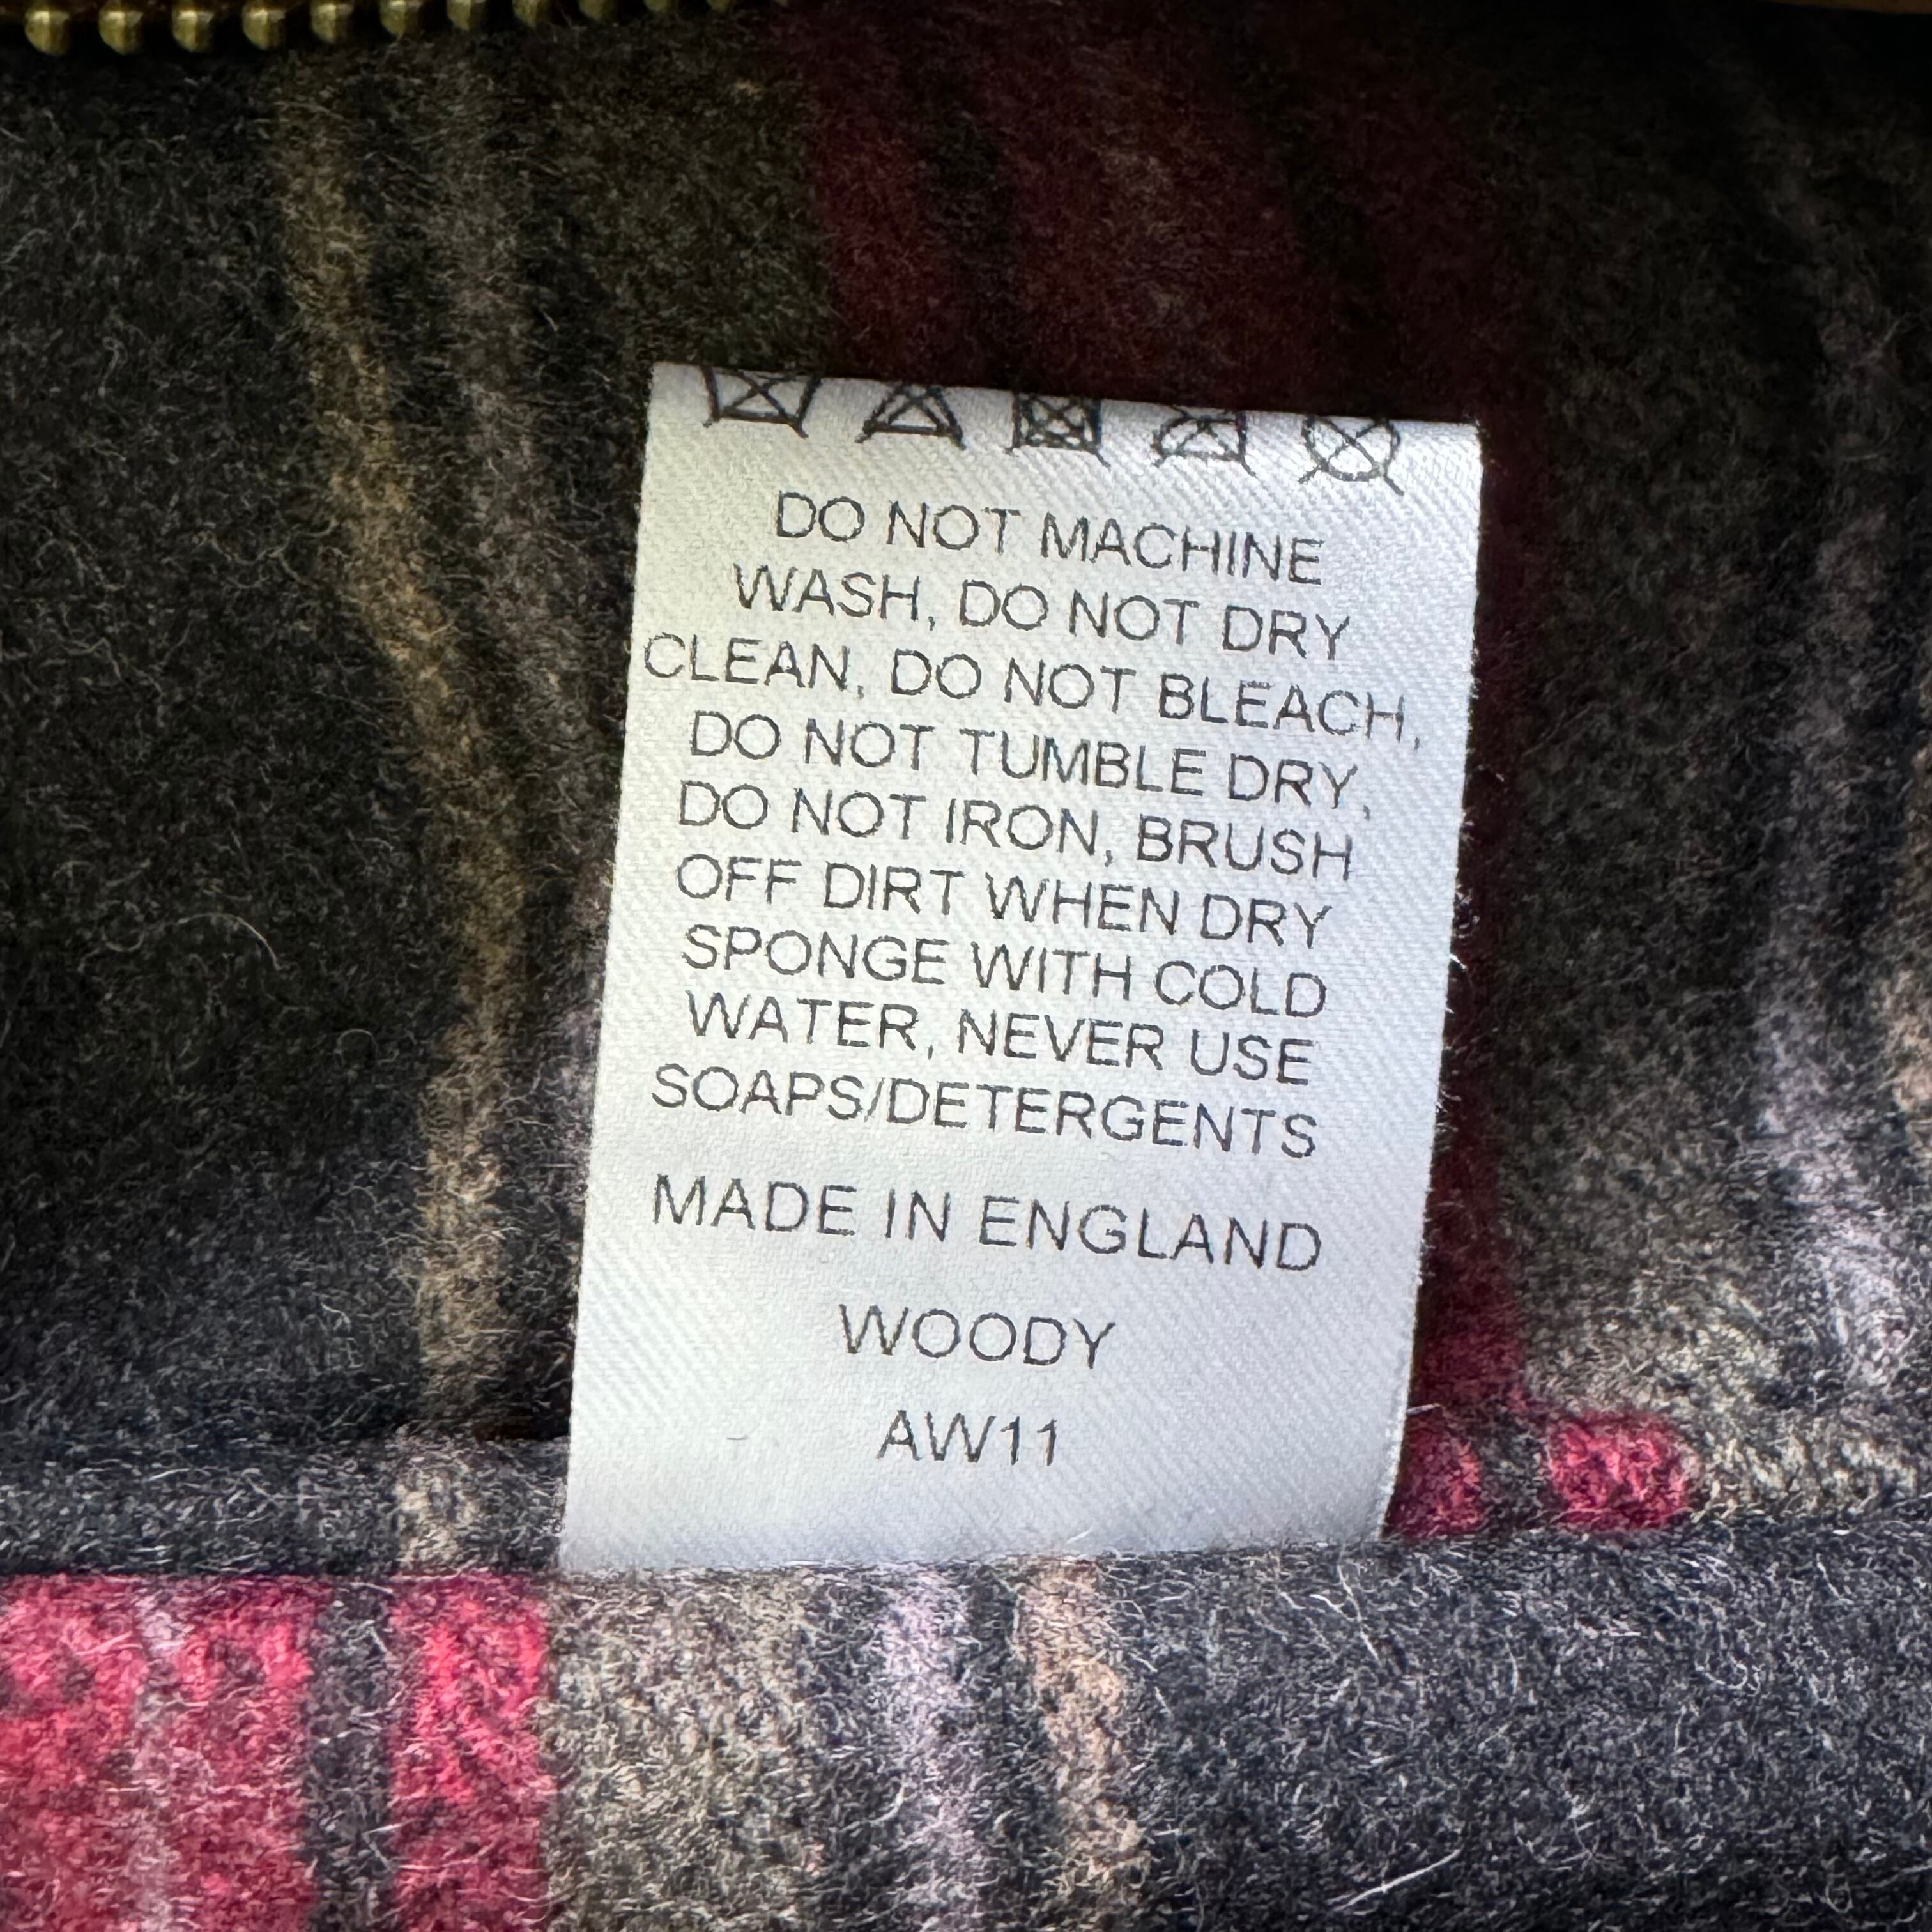 DO NOT MACHINE
WASH, DO NOT DRY
CLEAN, DO NOT BLEACH,
DO NOT TUMBLE DRY,
DO NOT IRON, BRUSH
OFF DIRT WHEN DRY
SPONGE WITH COLD
WATER, NEVER USE
SOAPS/DETERGENTS
MADE IN ENGLAND
WOODY
AW11